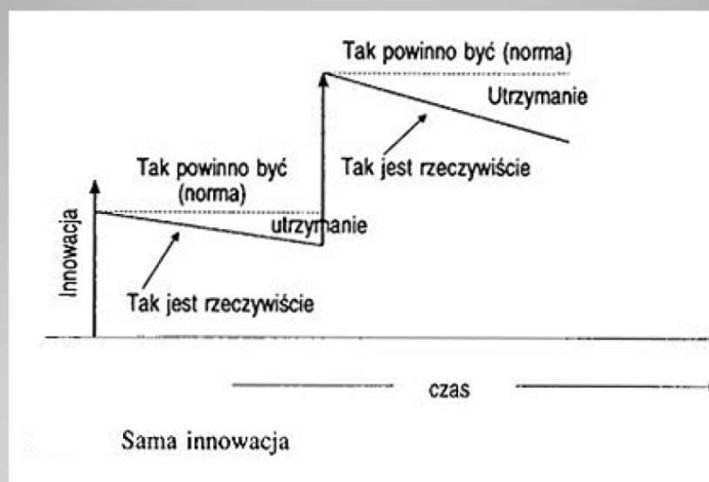 Tak powinno być (norma)
Utrzymanie
Tak jest rzeczywiście
Tak powinno być
(norma)
utrzymanie
Tak jest rzeczywiście
Innowacja
czas
Sama innowacja